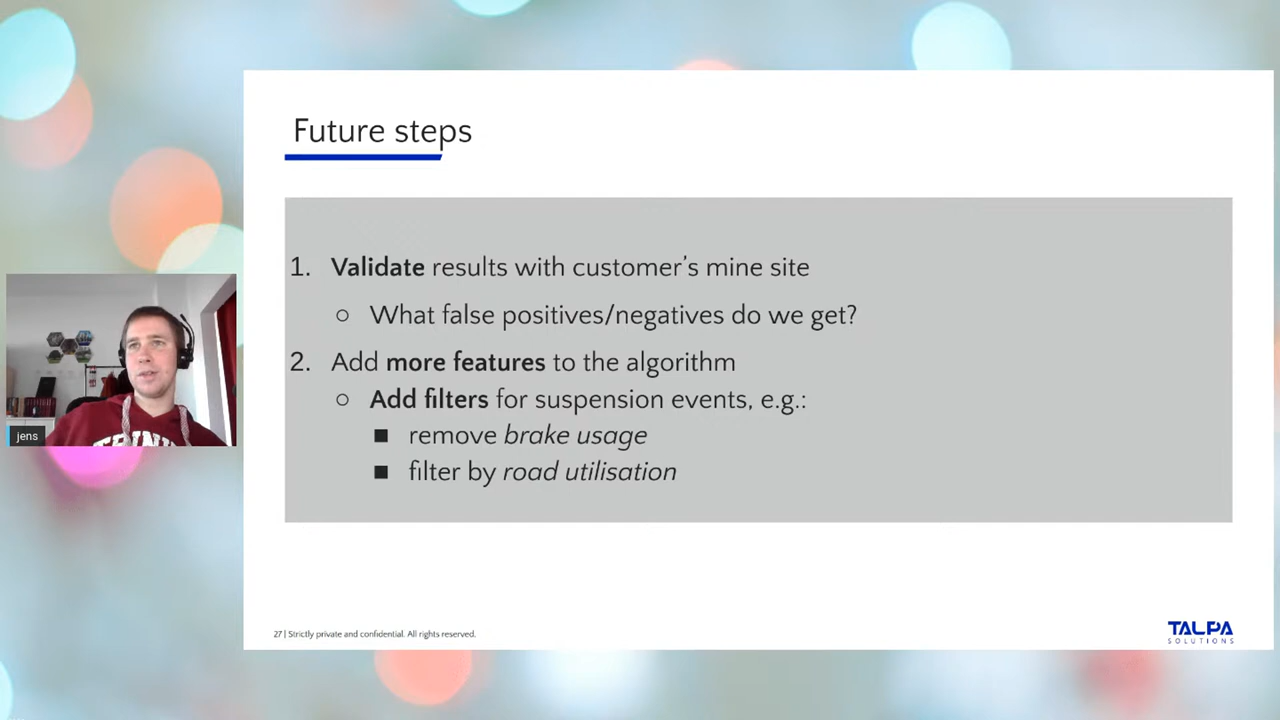 Future steps
1. Validate results with customer's mine site
○ What false positives/negatives do we get?
2. Add more features to the algorithm
○ Add filters for suspension events, e.g.:
■ remove brake usage
■ filter by road utilisation
jens
27 | Strictly private and confidential. All rights reserved.
TALPA
SOLUTIONS